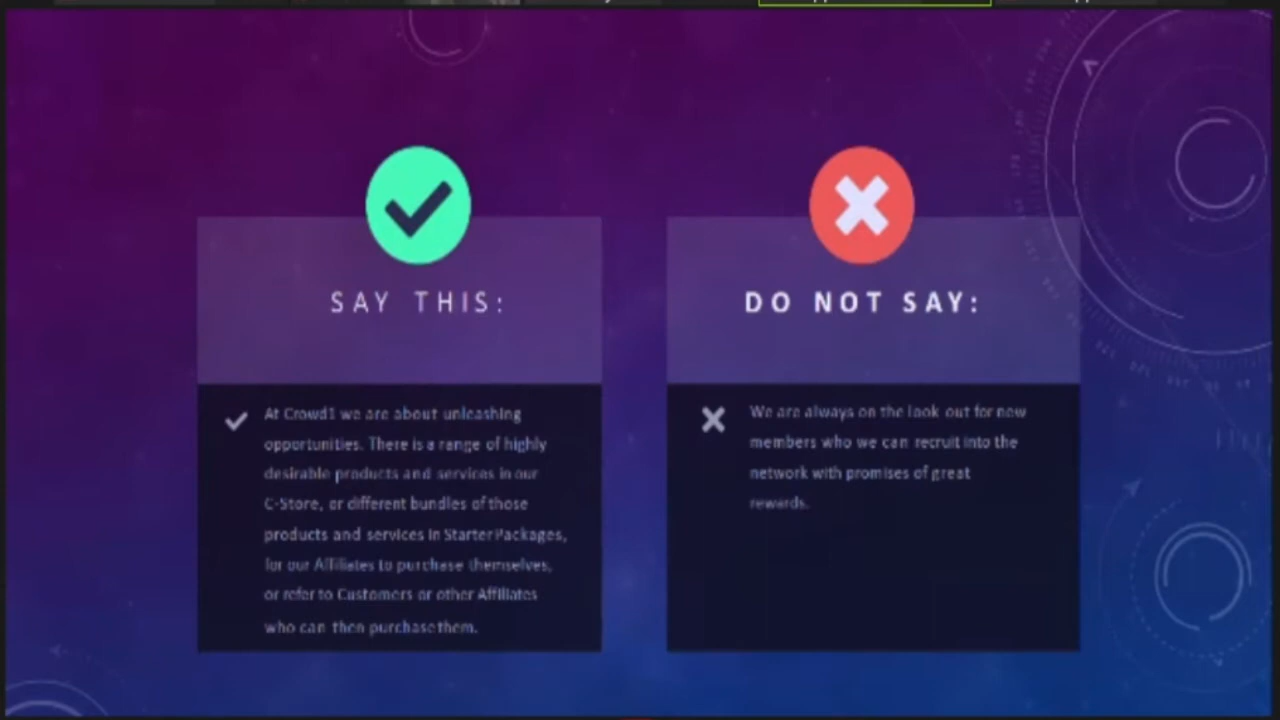 SAY THIS:
At Crowd1 we are about unleashing
opportunities. There is a range of highly
desirable products and services in our
C-Store, or different bundles of those
products and services in Starter Packages,
for our Affiliates to purchase themselves,
or refer to Customers or other Affiliates
who can then purchase them.
DO NOT SAY:
We are always on the look out for new
members who we can recruit into the
network with promises of great
rewards.